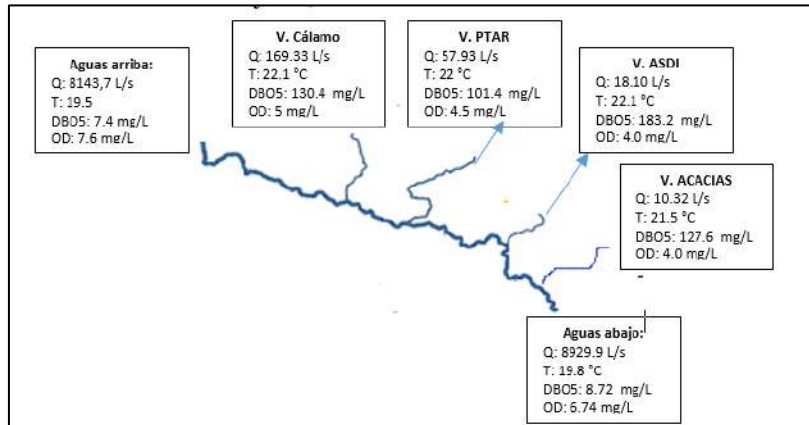 Aguas arriba:
Q: 8143,7 L/s
T: 19.5
DBO5: 7.4 mg/L
OD: 7.6 mg/L
V. Cálamo
Q: 169.33 L/s
T: 22.1 °C
DBO5: 130.4 mg/L
OD: 5 mg/L
V. PTAR
Q: 57.93 L/s
T: 22 °C
DBO5: 101.4 mg/L
OD: 4.5 mg/L
V. ASDI
Q: 18.10 L/s
T: 22.1 °C
DBO5: 183.2 mg/L
OD: 4.0 mg/L
V. ACACIAS
Q: 10.32 L/s
T: 21.5 °C
DBO5: 127.6 mg/L
OD: 4.0 mg/L
Aguas abajo:
Q: 8929.9 L/s
T: 19.8 °C
DBO5: 8.72 mg/L
OD: 6.74 mg/L